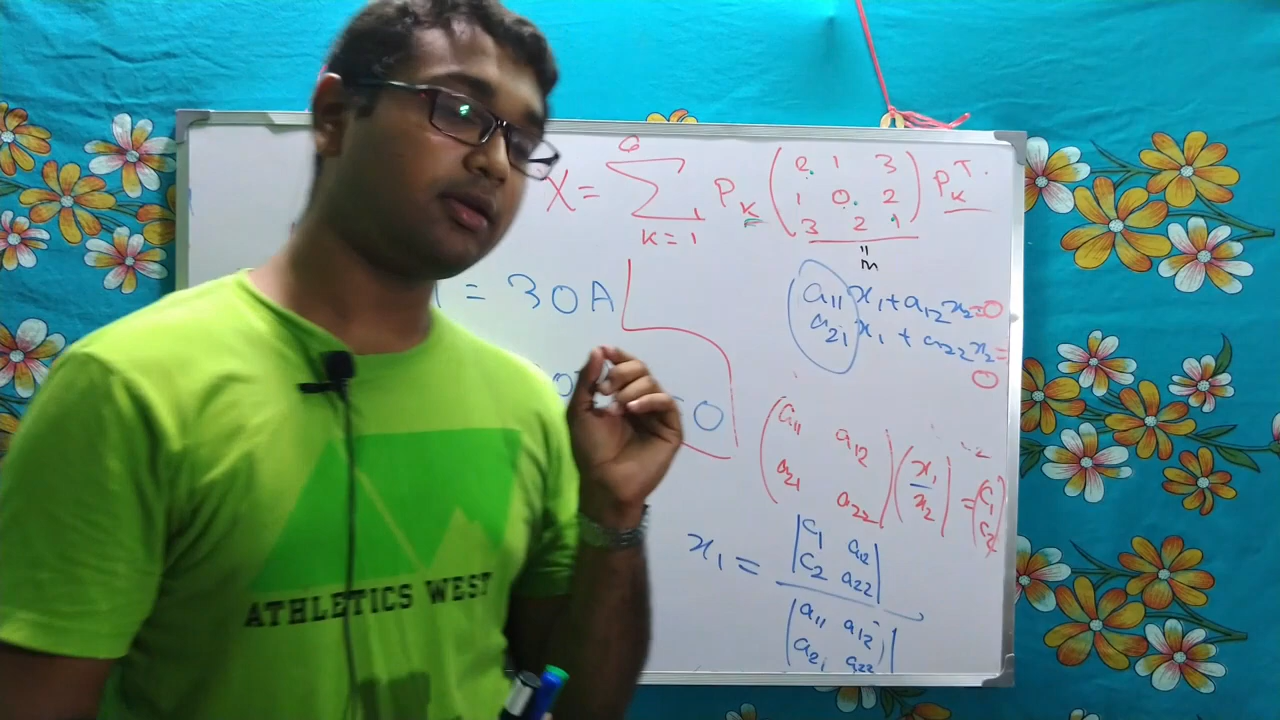 X = 6 Σ K=1 P_K (2 1 3
1 0 2
3 2 1) P_K^T.
= 30A
m
a11 x1 + a12 x2 = 0
a21 x1 + a22 x2 = 0
= 0
(a11 a12
a21 a22) (x1
x2) = (c1
c2)
x1 = |c1 a12
c2 a22|
|a11 a12
a21 a22|
ATHLETICS WEST